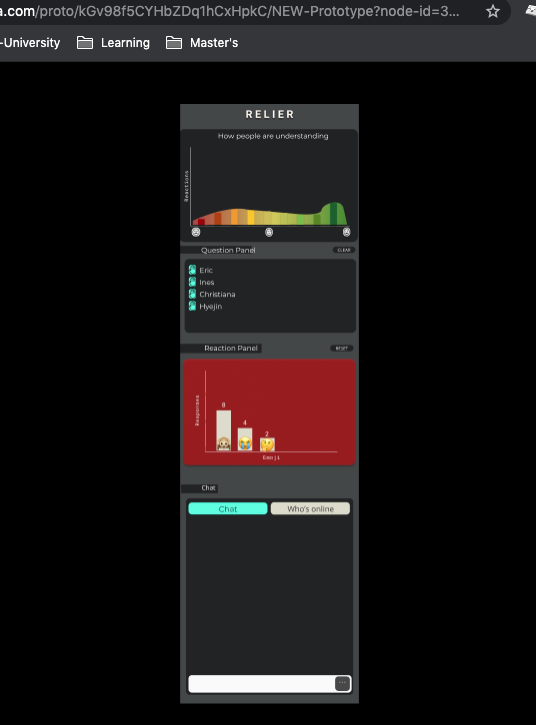 a.com/proto/kGv98f5CYHbZDq1hCxHpkC/NEW-Prototype?node-id=3...
-University Learning Master's
RELIER
How people are understanding
Reactions
Question Panel
CLEAR
Eric
Ines
Christiana
Hyejin
Reaction Panel
RESET
Responses
8
4
2
Emoji
Chat
Chat Who's online
...